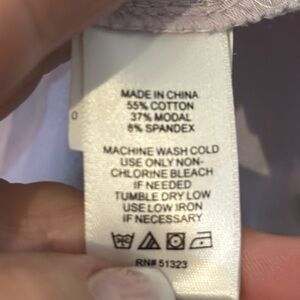 MADE IN CHINA
55% COTTON
37% MODAL
8% SPANDEX
MACHINE WASH COLD
USE ONLY NON-
CHLORINE BLEACH
IF NEEDED
TUMBLE DRY LOW
USE LOW IRON
IF NECESSARY
RN# 51323